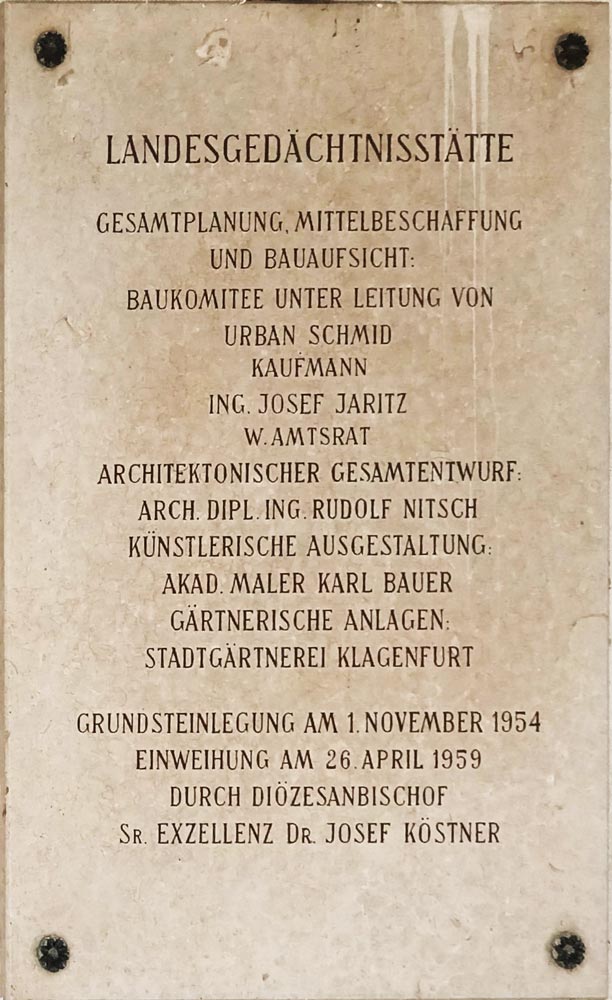 LANDESGEDÄCHTNISSTÄTTE
GESAMTPLANUNG, MITTELBESCHAFFUNG
UND BAUAUFSICHT:
BAUKOMITEE UNTER LEITUNG VON
URBAN SCHMID
KAUFMANN
ING. JOSEF JARITZ
W. AMTSRAT
ARCHITEKTONISCHER GESAMTENTWURF:
ARCH. DIPL. ING. RUDOLF NITSCH
KÜNSTLERISCHE AUSGESTALTUNG:
AKAD. MALER KARL BAUER
GÄRTNERISCHE ANLAGEN:
STADTGÄRTNEREI KLAGENFURT
GRUNDSTEINLEGUNG AM 1. NOVEMBER 1954
EINWEIHUNG AM 26. APRIL 1959
DURCH DIÖZESANBISCHOF
SR. EXZELLENZ DR. JOSEF KÖSTNER